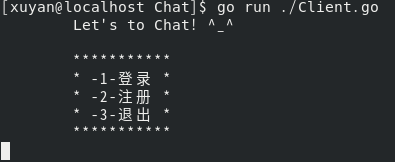 [xuyan@localhost Chat]$ go run ./Client.go
Let's to Chat! ^_^
***********
* -1-登录 *
* -2-注册 *
* -3-退出 *
***********